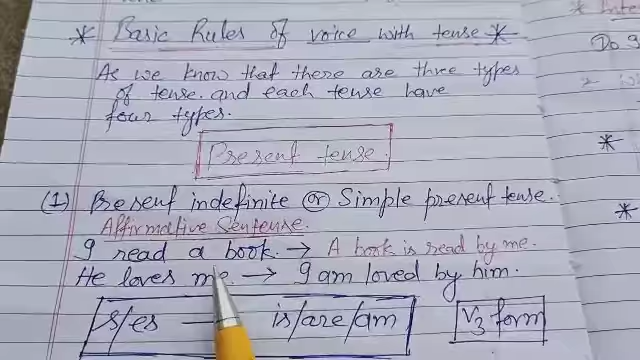 * Basic Rules of voice with tense *
As we know that there are three types
of tense. and each tense have
four types.
Present tense
(1) Present indefinite or Simple present tense.
Affirmative Sentense.
I read a book. → A book is read by me.
He loves me. → I am loved by him.
s/es — is/are/am V3 form